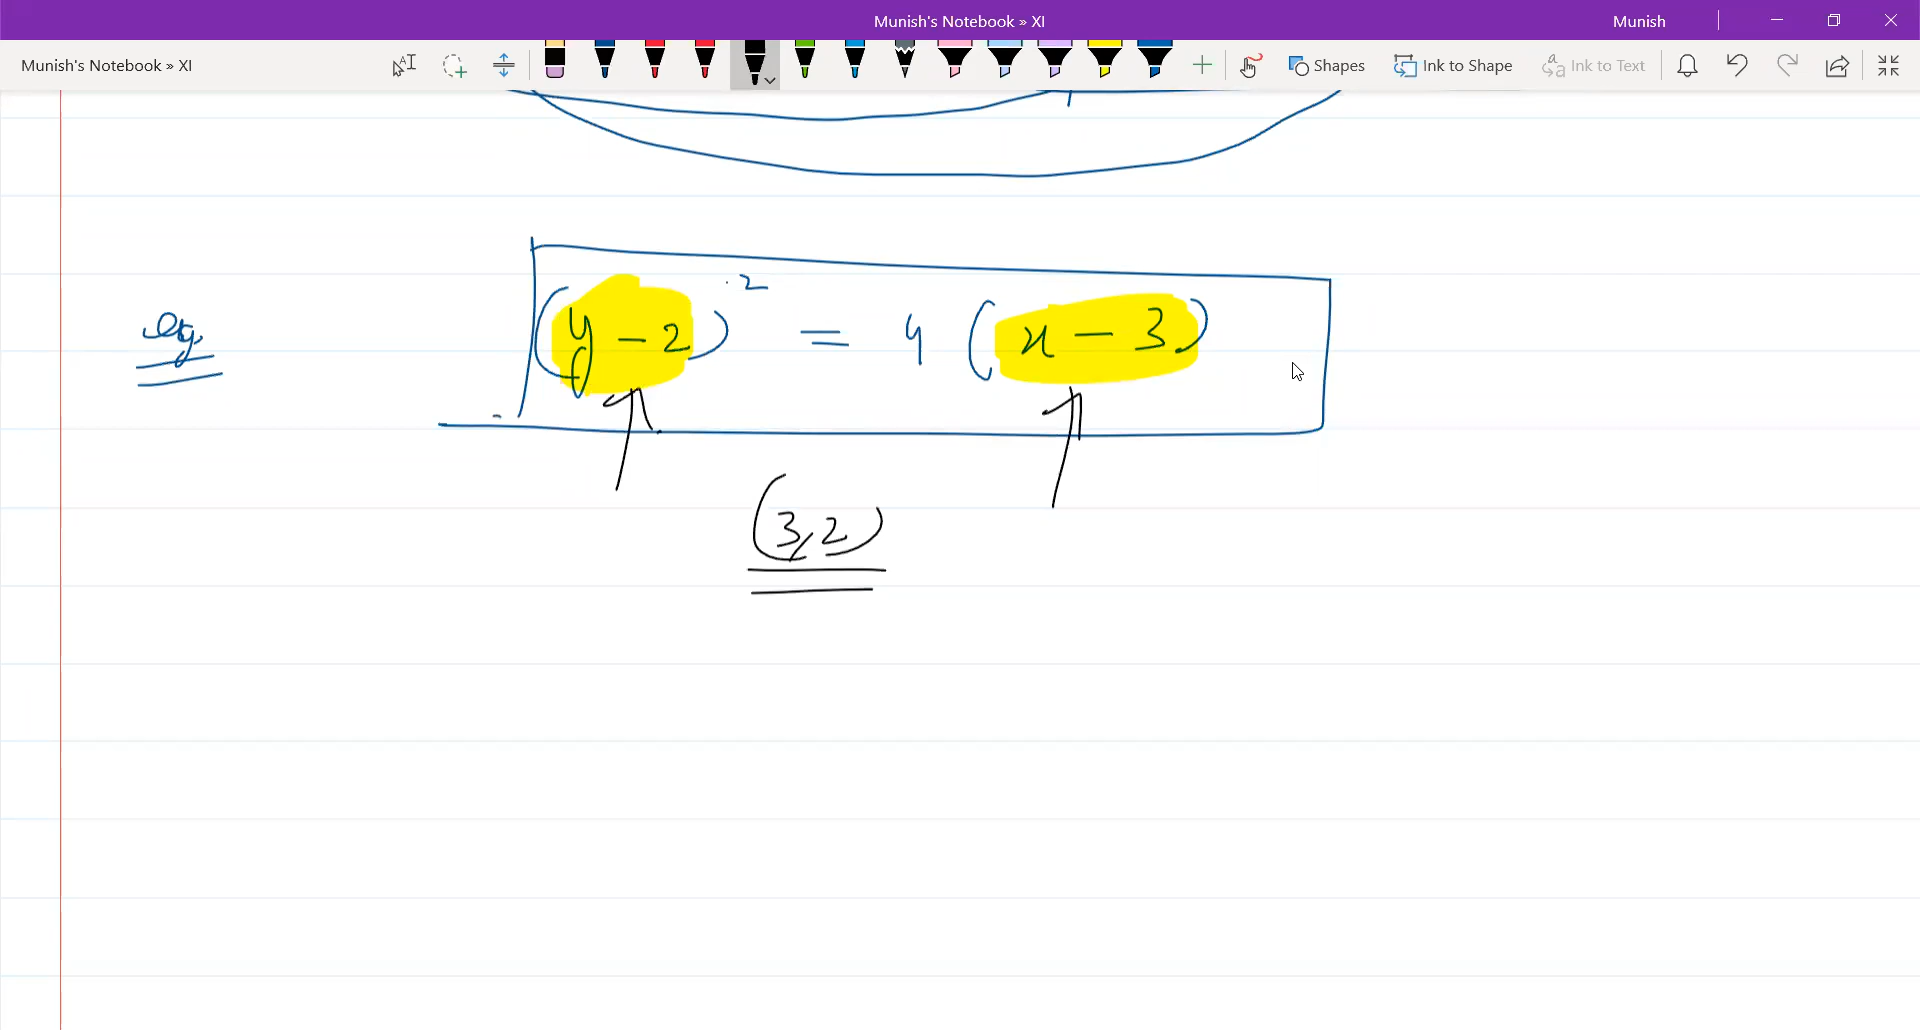 Munish's Notebook » XI
Munish
Munish's Notebook » XI
Shapes
Ink to Shape
Ink to Text
eg.
(y - 2)² = 4 (x - 3)
(3, 2)